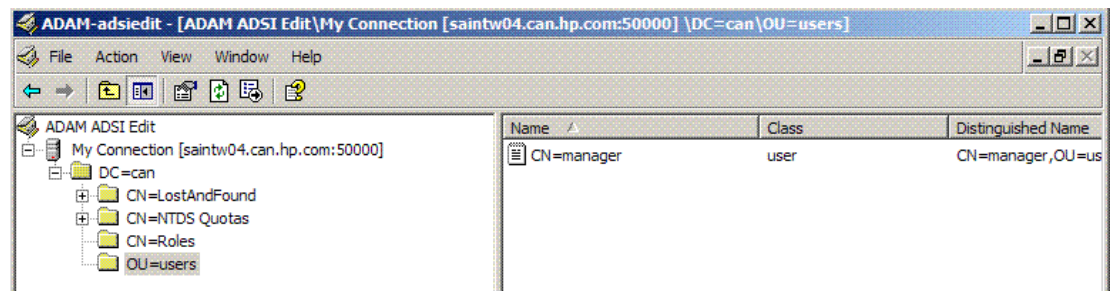 ADAM-adsiedit - [ADAM ADSI Edit\My Connection [saintw04.can.hp.com:50000] \DC=can\OU=users]
File Action View Window Help
ADAM ADSI Edit
My Connection [saintw04.can.hp.com:50000]
DC=can
CN=LostAndFound
CN=NTDS Quotas
CN=Roles
OU=users
Name Class Distinguished Name
CN=manager user CN=manager,OU=us